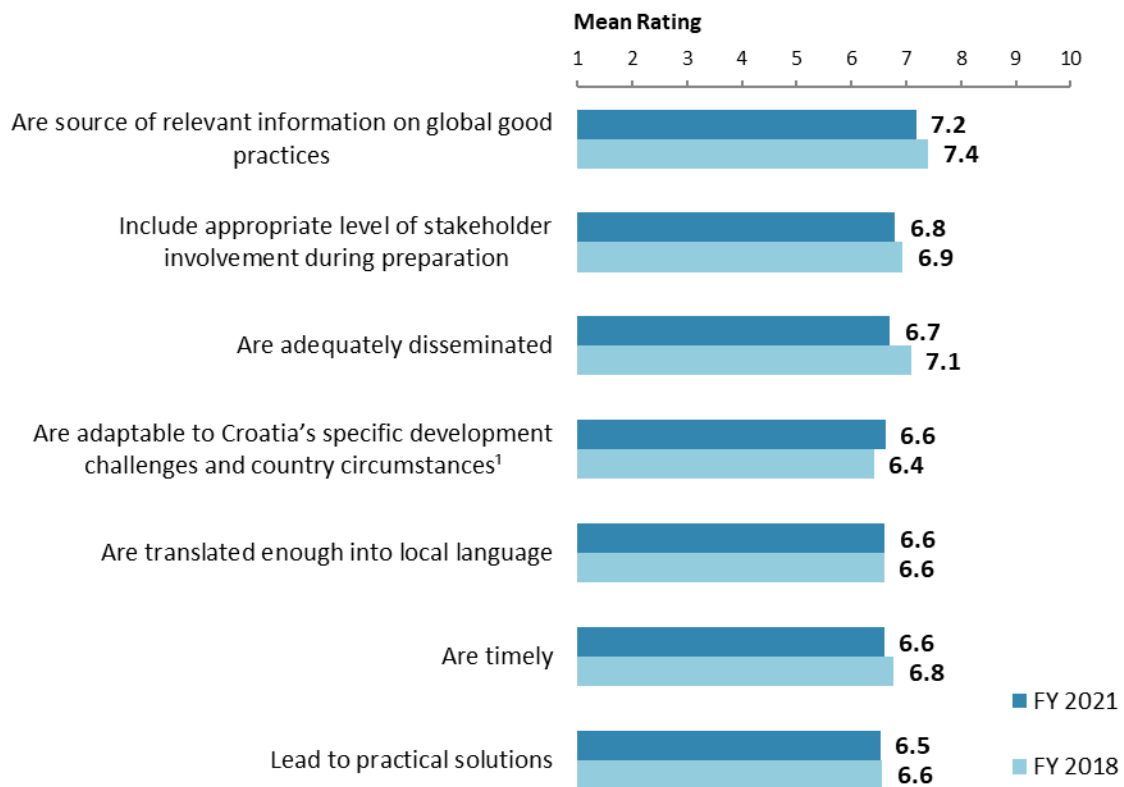 Mean Rating
1 2 3 4 5 6 7 8 9 10
Are source of relevant information on global good
practices
7.2
7.4
Include appropriate level of stakeholder
involvement during preparation
6.8
6.9
Are adequately disseminated
6.7
7.1
Are adaptable to Croatia’s specific development
challenges and country circumstances¹
6.6
6.4
Are translated enough into local language
6.6
6.6
Are timely
6.6
6.8
Lead to practical solutions
6.5
6.6
FY 2021
FY 2018